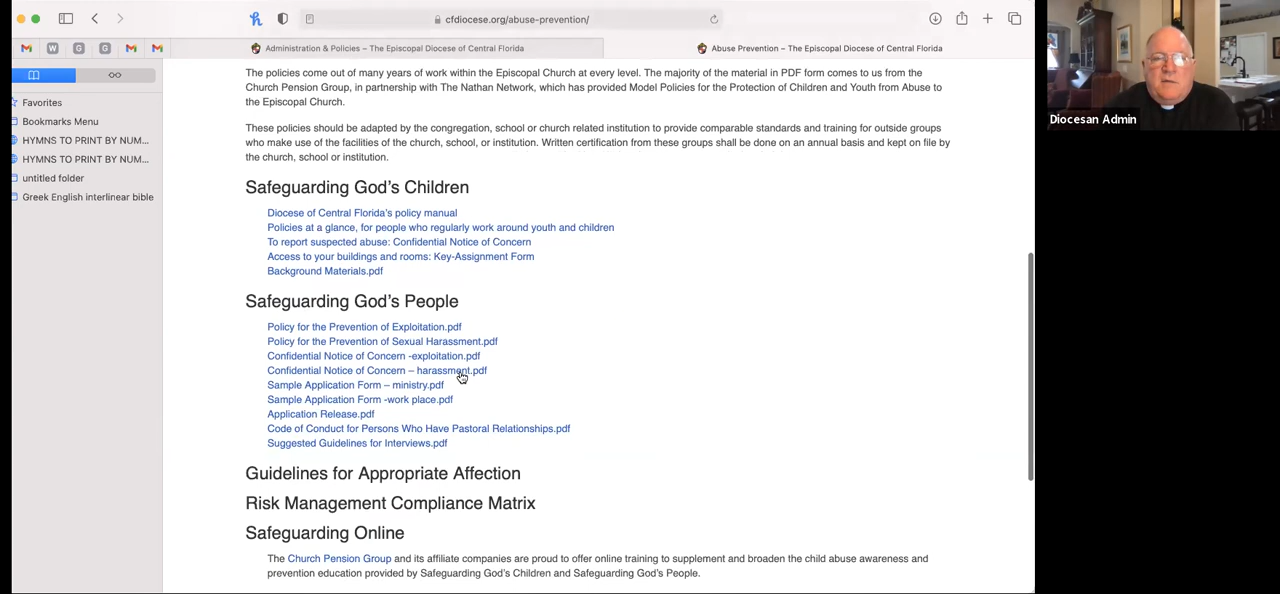 cfdiocese.org/abuse-prevention/
Administration & Policies – The Episcopal Diocese of Central Florida
Abuse Prevention – The Episcopal Diocese of Central Florida
Favorites
Bookmarks Menu
HYMNS TO PRINT BY NUM...
HYMNS TO PRINT BY NUM...
untitled folder
Greek English interlinear bible
The policies come out of many years of work within the Episcopal Church at every level. The majority of the material in PDF form comes to us from the
Church Pension Group, in partnership with The Nathan Network, which has provided Model Policies for the Protection of Children and Youth from Abuse to
the Episcopal Church.
These policies should be adapted by the congregation, school or church related institution to provide comparable standards and training for outside groups
who make use of the facilities of the church, school, or institution. Written certification from these groups shall be done on an annual basis and kept on file by
the church, school or institution.
Safeguarding God's Children
Diocese of Central Florida's policy manual
Policies at a glance, for people who regularly work around youth and children
To report suspected abuse: Confidential Notice of Concern
Access to your buildings and rooms: Key-Assignment Form
Background Materials.pdf
Safeguarding God's People
Policy for the Prevention of Exploitation.pdf
Policy for the Prevention of Sexual Harassment.pdf
Confidential Notice of Concern -exploitation.pdf
Confidential Notice of Concern – harassment.pdf
Sample Application Form – ministry.pdf
Sample Application Form -work place.pdf
Application Release.pdf
Code of Conduct for Persons Who Have Pastoral Relationships.pdf
Suggested Guidelines for Interviews.pdf
Guidelines for Appropriate Affection
Risk Management Compliance Matrix
Safeguarding Online
The Church Pension Group and its affiliate companies are proud to offer online training to supplement and broaden the child abuse awareness and
prevention education provided by Safeguarding God's Children and Safeguarding God's People.
Diocesan Admin